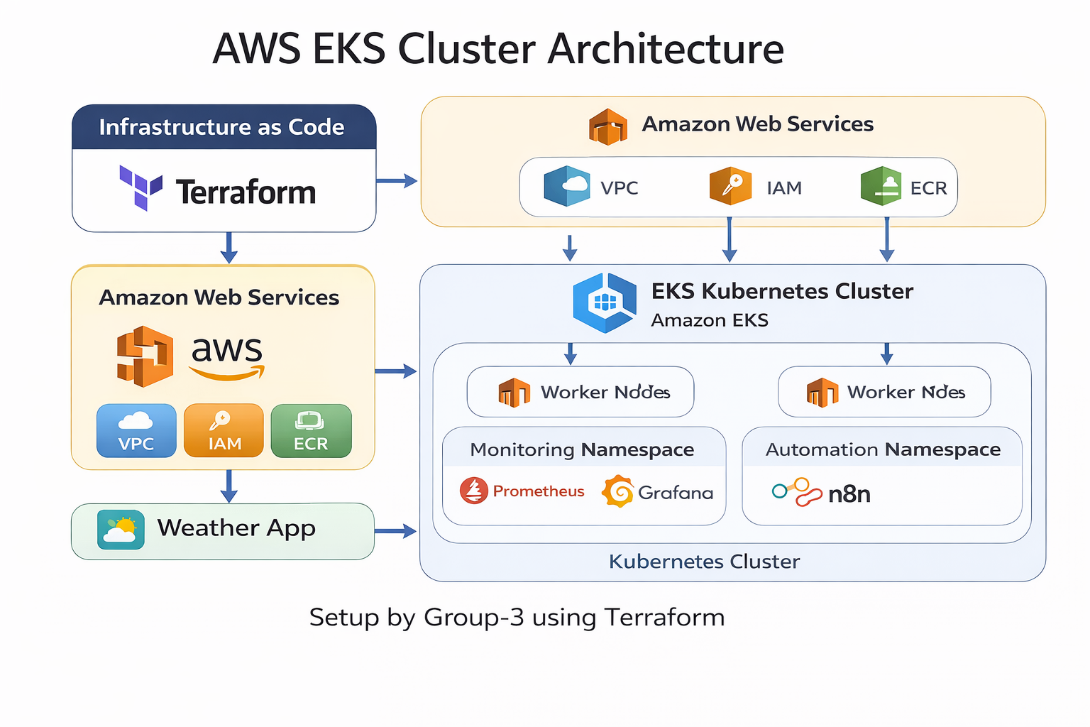 AWS EKS Cluster Architecture
Infrastructure as Code
Terraform
Amazon Web Services
VPC
IAM
ECR
Amazon Web Services
aws
VPC
IAM
ECR
EKS Kubernetes Cluster
Amazon EKS
Worker Nodes
Worker Ndes
Monitoring Namespace
Automation Namespace
Prometheus
Grafana
n8n
Weather App
Kubernetes Cluster
Setup by Group-3 using Terraform